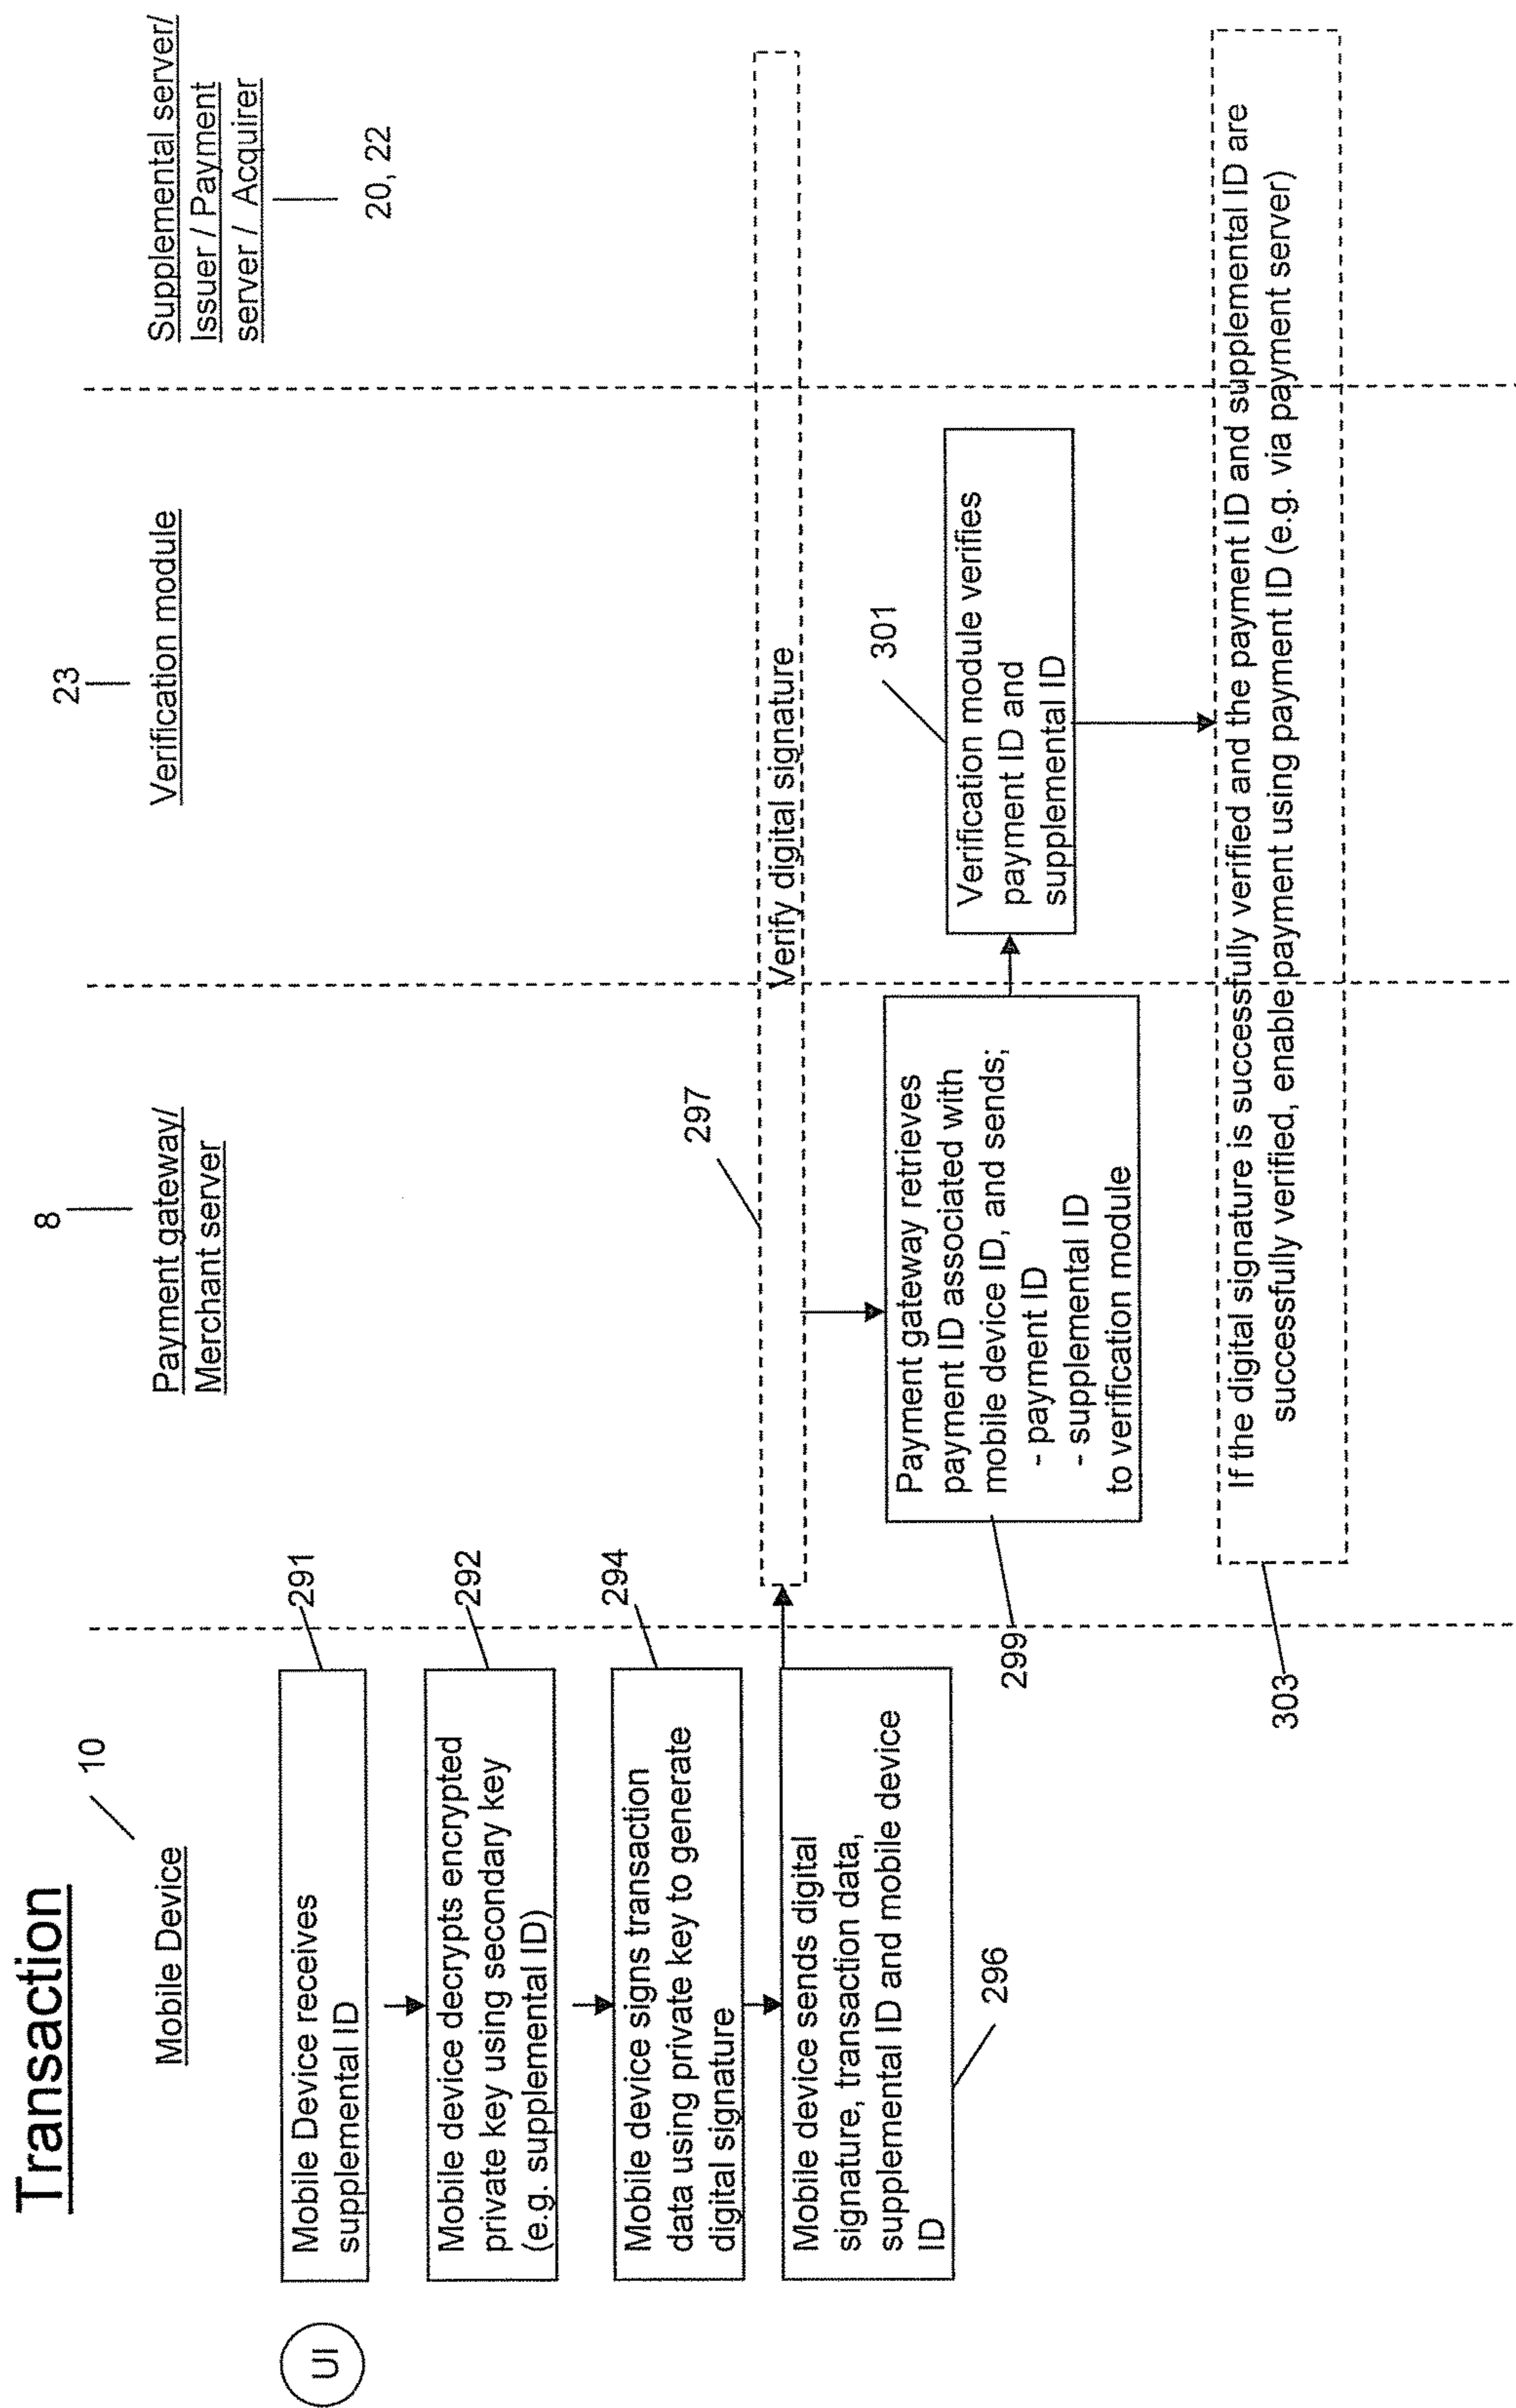 Transaction
10
Mobile Device
8
Payment gateway/
Merchant server
23
Verification module
Supplemental server/
Issuer / Payment
server / Acquirer
20, 22
UI
Mobile Device receives
supplemental ID
291
Mobile device decrypts encrypted
private key using secondary key
(e.g. supplemental ID)
292
Mobile device signs transaction
data using private key to generate
digital signature
294
Mobile device sends digital
signature, transaction data,
supplemental ID and mobile device
ID
296
297
Verify digital signature
Payment gateway retrieves
payment ID associated with
mobile device ID, and sends;
- payment ID
- supplemental ID
to verification module
299
301
Verification module verifies
payment ID and
supplemental ID
If the digital signature is successfully verified and the payment ID and supplemental ID are
successfully verified, enable payment using payment ID (e.g. via payment server)
303